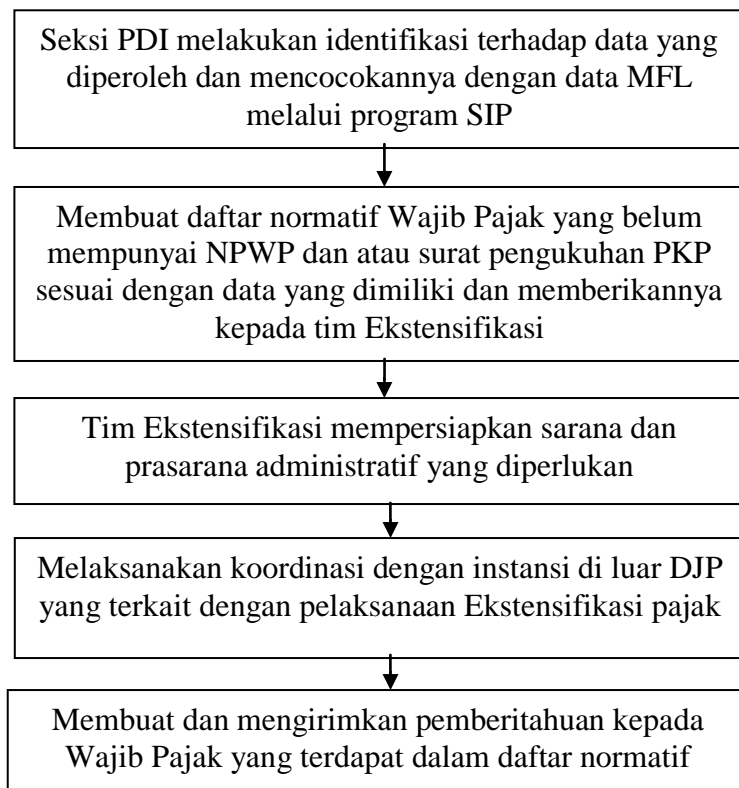 Seksi PDI melakukan identifikasi terhadap data yang
diperoleh dan mencocokannya dengan data MFL
melalui program SIP
Membuat daftar normatif Wajib Pajak yang belum
mempunyai NPWP dan atau surat pengukuhan PKP
sesuai dengan data yang dimiliki dan memberikannya
kepada tim Ekstensifikasi
Tim Ekstensifikasi mempersiapkan sarana dan
prasarana administratif yang diperlukan
Melaksanakan koordinasi dengan instansi di luar DJP
yang terkait dengan pelaksanaan Ekstensifikasi pajak
Membuat dan mengirimkan pemberitahuan kepada
Wajib Pajak yang terdapat dalam daftar normatif